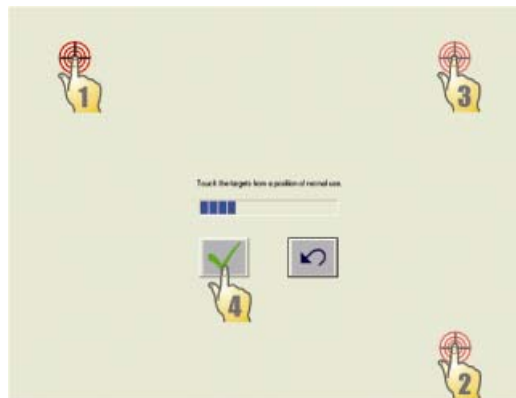 1
3
Touch the targets from a position of normal use.
4
2